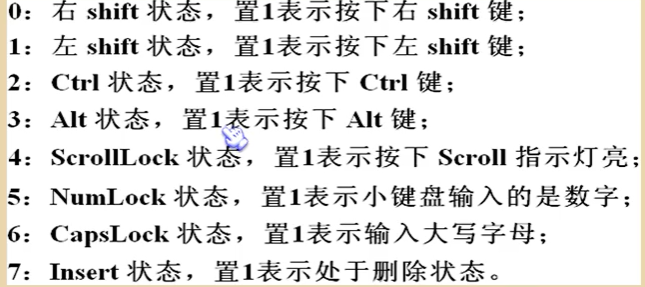 0：右 shift 状态，置1表示按下右 shift 键；
1：左 shift 状态，置1表示按下左 shift 键；
2：Ctrl 状态，置1表示按下 Ctrl 键；
3：Alt 状态，置1表示按下 Alt 键；
4：ScrollLock 状态，置1表示按下 Scroll 指示灯亮；
5：NumLock 状态，置1表示小键盘输入的是数字；
6：CapsLock 状态，置1表示输入大写字母；
7：Insert 状态，置1表示处于删除状态。